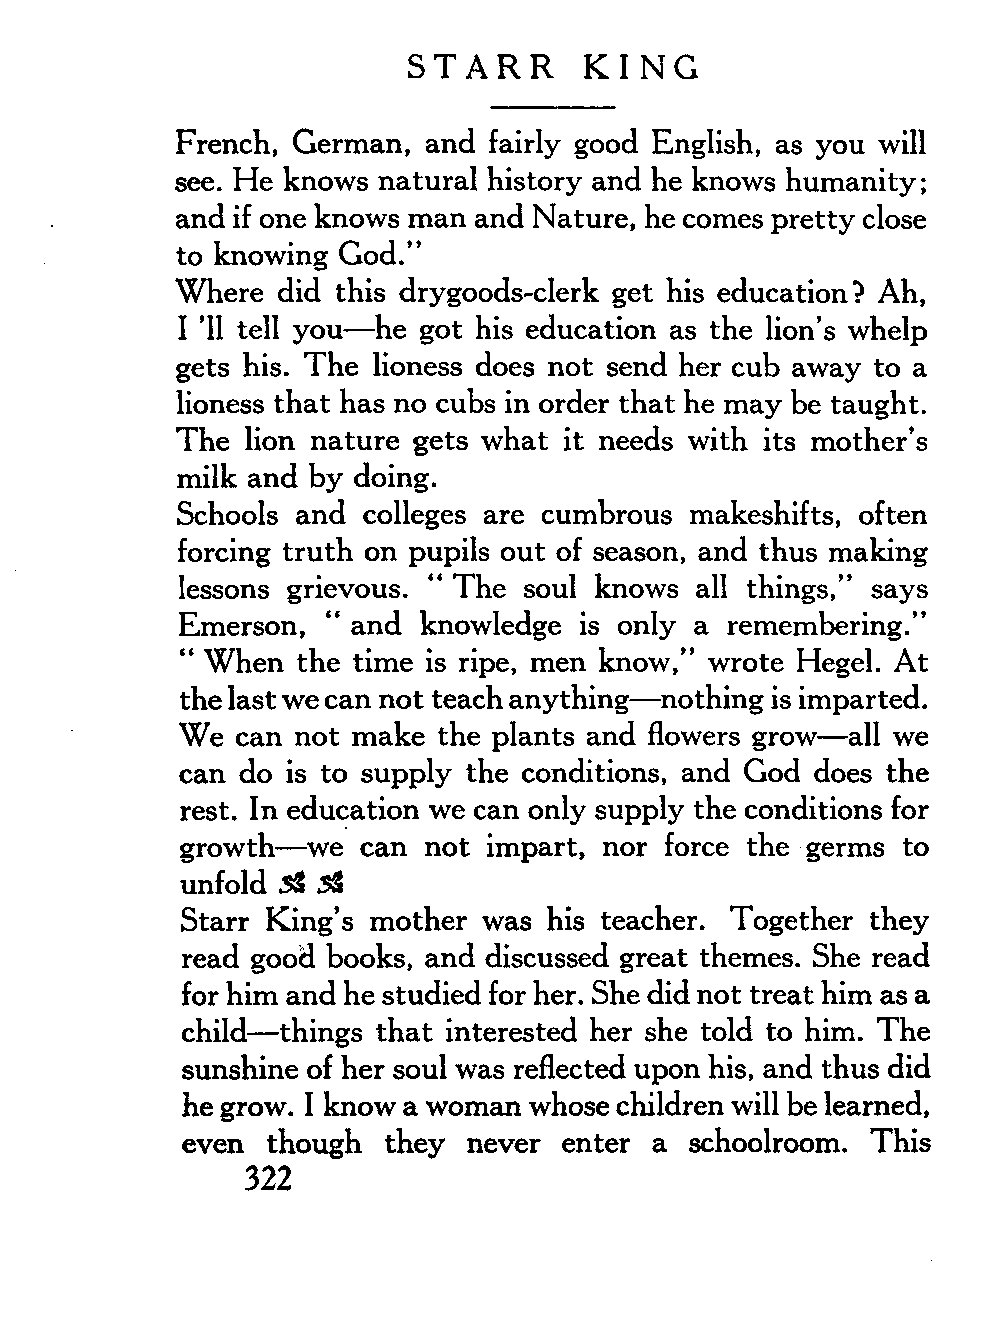 STARR KING
French, German, and fairly good English, as you will
see. He knows natural history and he knows humanity;
and if one knows man and Nature, he comes pretty close
to knowing God."
Where did this drygoods-clerk get his education? Ah,
I 'll tell you—he got his education as the lion's whelp
gets his. The lioness does not send her cub away to a
lioness that has no cubs in order that he may be taught.
The lion nature gets what it needs with its mother's
milk and by doing.
Schools and colleges are cumbrous makeshifts, often
forcing truth on pupils out of season, and thus making
lessons grievous. " The soul knows all things," says
Emerson, " and knowledge is only a remembering."
" When the time is ripe, men know," wrote Hegel. At
the last we can not teach anything—nothing is imparted.
We can not make the plants and flowers grow—all we
can do is to supply the conditions, and God does the
rest. In education we can only supply the conditions for
growth—we can not impart, nor force the germs to
unfold
Starr King's mother was his teacher. Together they
read good books, and discussed great themes. She read
for him and he studied for her. She did not treat him as a
child—things that interested her she told to him. The
sunshine of her soul was reflected upon his, and thus did
he grow. I know a woman whose children will be learned,
even though they never enter a schoolroom. This
322